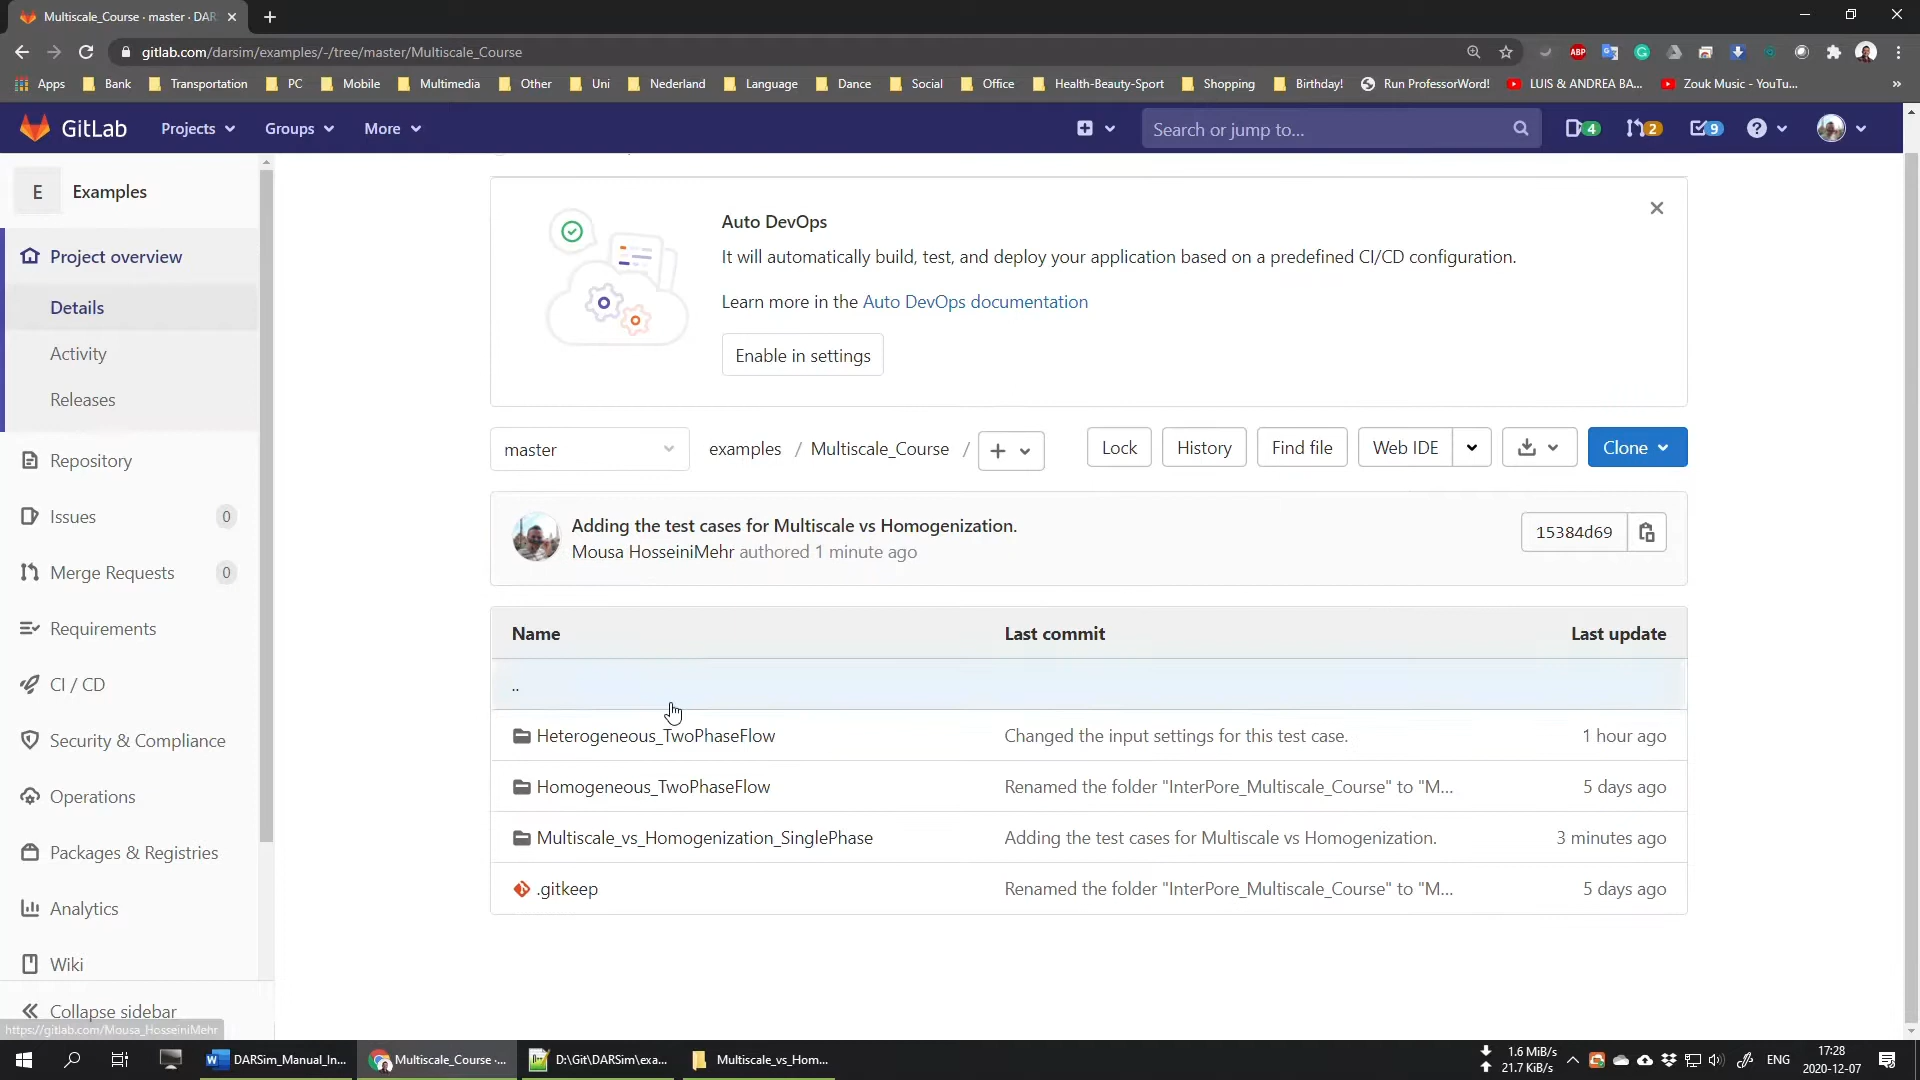 Multiscale_Course · master · DAR
gitlab.com/darsim/examples/-/tree/master/Multiscale_Course
ABP
Apps Bank Transportation PC Mobile Multimedia Other Uni Nederland Language Dance Social Office Health-Beauty-Sport Shopping Birthday! Run ProfessorWord! LUIS & ANDREA BA... Zouk Music - YouTu... »
GitLab Projects Groups More Search or jump to... 4 2 9
E Examples
Project overview
Details
Activity
Releases
Repository
Issues 0
Merge Requests 0
Requirements
CI / CD
Security & Compliance
Operations
Packages & Registries
Analytics
Wiki
Collapse sidebar
https://gitlab.com/Mousa_HosseiniMehr
Auto DevOps
It will automatically build, test, and deploy your application based on a predefined CI/CD configuration.
Learn more in the Auto DevOps documentation
Enable in settings
master examples / Multiscale_Course / + Lock History Find file Web IDE Clone
Adding the test cases for Multiscale vs Homogenization.
Mousa HosseiniMehr authored 1 minute ago
15384d69
Name Last commit Last update
..
Heterogeneous_TwoPhaseFlow Changed the input settings for this test case. 1 hour ago
Homogeneous_TwoPhaseFlow Renamed the folder "InterPore_Multiscale_Course" to "M... 5 days ago
Multiscale_vs_Homogenization_SinglePhase Adding the test cases for Multiscale vs Homogenization. 3 minutes ago
.gitkeep Renamed the folder "InterPore_Multiscale_Course" to "M... 5 days ago
DARSim_Manual_In... Multiscale_Course ·... D:\Git\DARSim\exa... Multiscale_vs_Hom...
1.6 MiB/s
21.7 KiB/s
ENG
17:28
2020-12-07